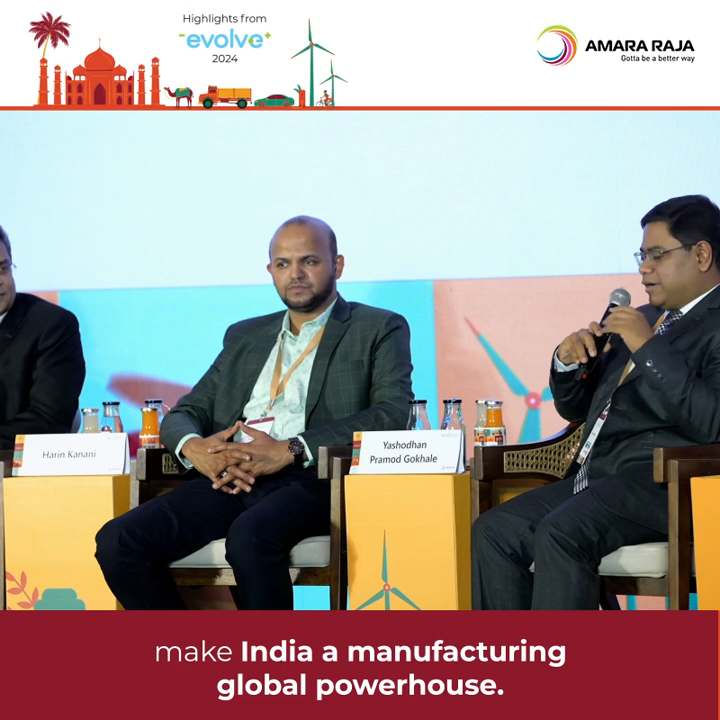 Highlights from
evolve
2024
AMARA RAJA
Gotta be a better way
Harin Kanani
Yashodhan
Pramod Gokhale
make India a manufacturing
global powerhouse.